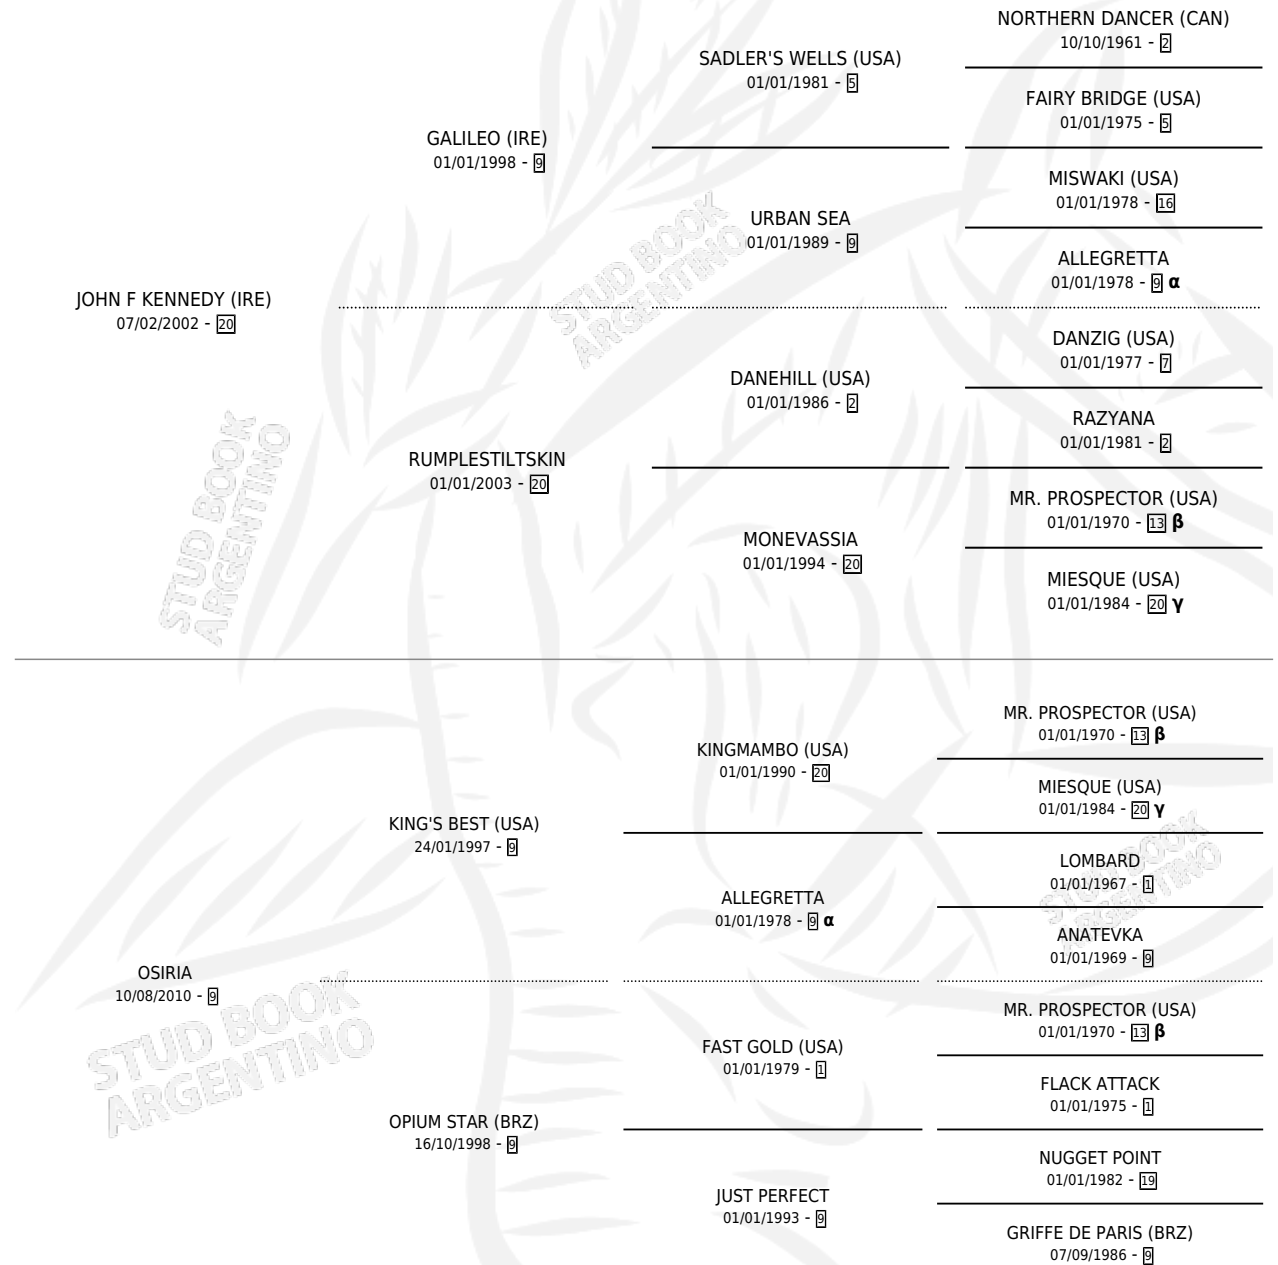 NORTHERN DANCER (CAN)
10/10/1961 - 2
SADLER'S WELLS (USA)
01/01/1981 - 5
FAIRY BRIDGE (USA)
01/01/1975 - 5
GALILEO (IRE)
01/01/1998 - 9
MISWAKI (USA)
01/01/1978 - 16
URBAN SEA
01/01/1989 - 9
ALLEGRETTA
01/01/1978 - 9 α
JOHN F KENNEDY (IRE)
07/02/2002 - 20
DANZIG (USA)
01/01/1977 - 7
DANEHILL (USA)
01/01/1986 - 2
RAZYANA
01/01/1981 - 2
RUMPLESTILTSKIN
01/01/2003 - 20
MR. PROSPECTOR (USA)
01/01/1970 - 13 β
MONEVASSIA
01/01/1994 - 20
MIESQUE (USA)
01/01/1984 - 20 γ
MR. PROSPECTOR (USA)
01/01/1970 - 13 β
KINGMAMBO (USA)
01/01/1990 - 20
MIESQUE (USA)
01/01/1984 - 20 γ
KING'S BEST (USA)
24/01/1997 - 9
LOMBARD
01/01/1967 - 1
ALLEGRETTA
01/01/1978 - 9 α
ANATEVKA
01/01/1969 - 9
OSIRIA
10/08/2010 - 9
MR. PROSPECTOR (USA)
01/01/1970 - 13 β
FAST GOLD (USA)
01/01/1979 - 1
FLACK ATTACK
01/01/1975 - 1
OPIUM STAR (BRZ)
16/10/1998 - 9
NUGGET POINT
01/01/1982 - 19
JUST PERFECT
01/01/1993 - 9
GRIFFE DE PARIS (BRZ)
07/09/1986 - 9
STUD BOOK
ARGENTINO
STUD BOOK
ARGENTINO
STUD BOOK
ARGENTINO
STUD BOOK
ARGENTINO